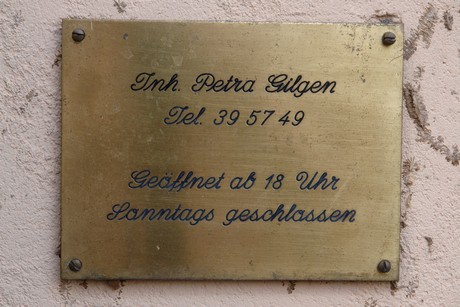 Inh. Petra Gilgen
Tel. 39 57 49
Geöffnet ab 18 Uhr
Sonntags geschlossen